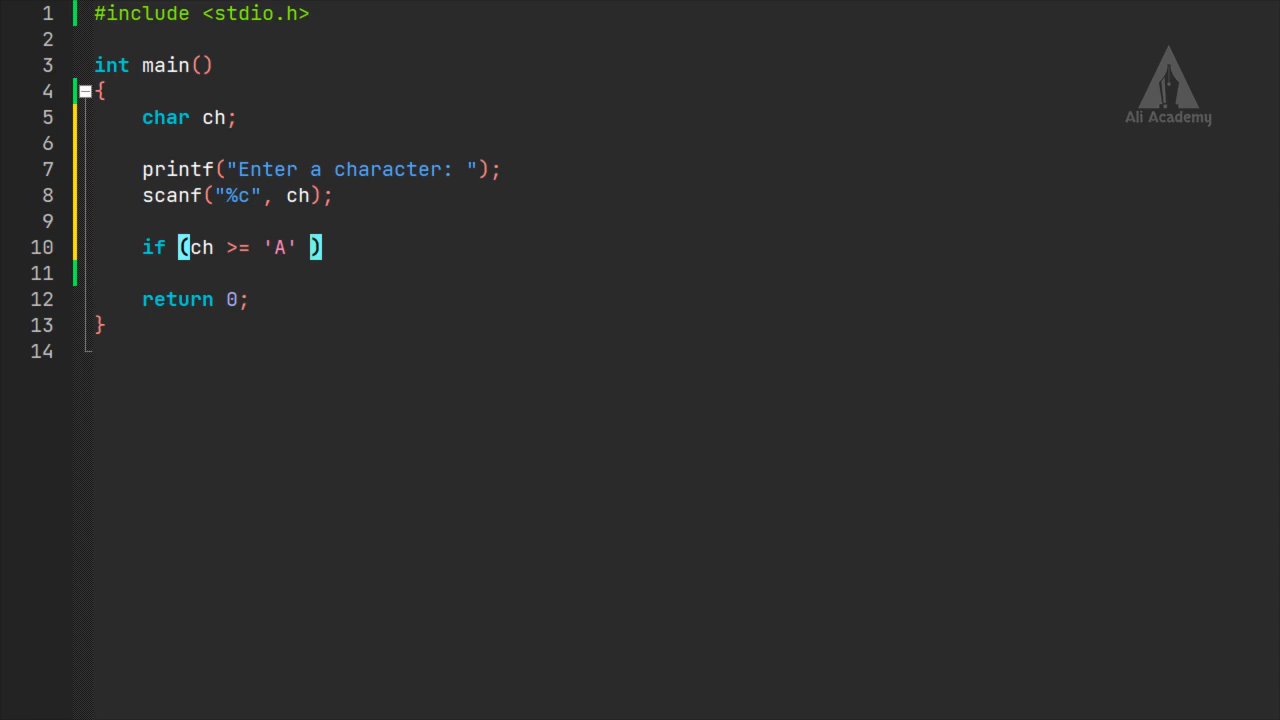 1 #include <stdio.h>
2
3 int main()
4 {
5 char ch;
6
7 printf("Enter a character: ");
8 scanf("%c", ch);
9
10 if (ch >= 'A' )
11
12 return 0;
13 }
14
Ali Academy